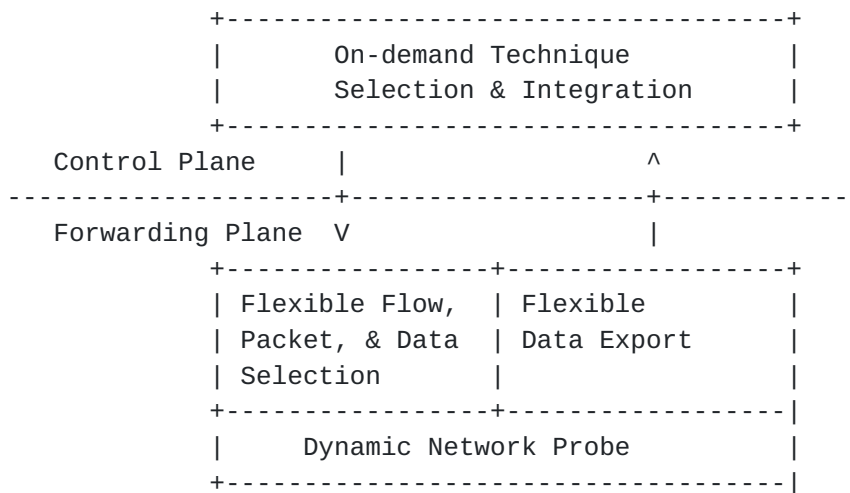 +------------------------------------+
|       On-demand Technique          |
|       Selection & Integration      |
+------------------------------------+
Control Plane     |                   ^
---------------------+-------------------+------------
Forwarding Plane  V                   |
+-----------------+------------------+
| Flexible Flow,  | Flexible         |
| Packet, & Data  | Data Export      |
| Selection       |                  |
+-----------------+------------------|
|     Dynamic Network Probe          |
+------------------------------------|